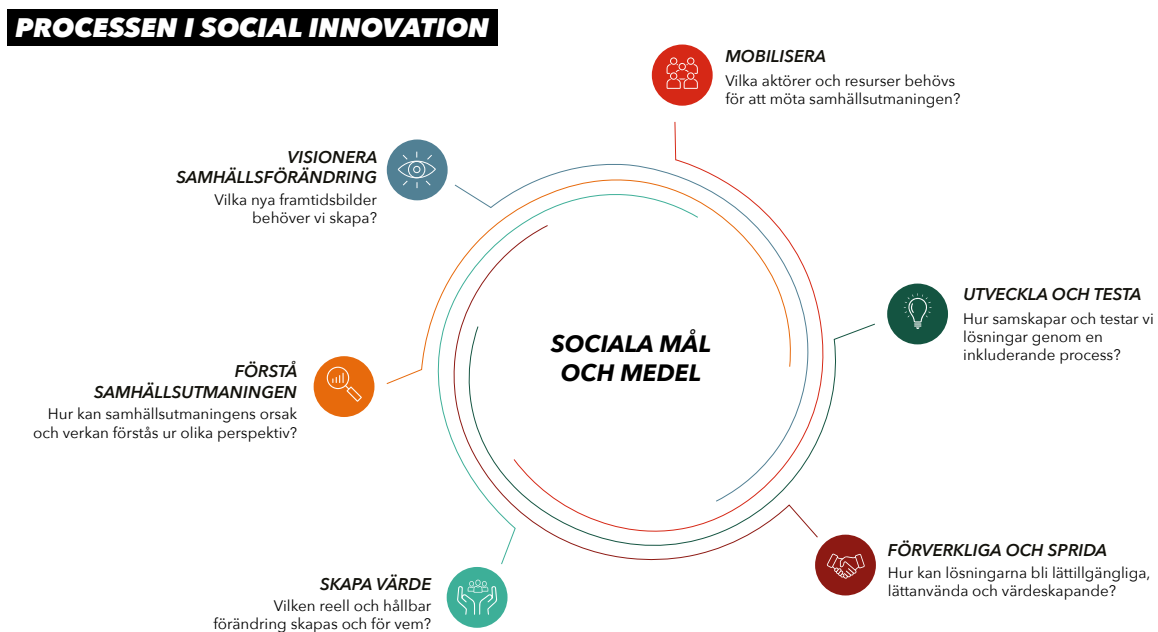 PROCESSEN I SOCIAL INNOVATION
MOBILISERA
Vilka aktörer och resurser behövs
för att möta samhällsutmaningen?
VISIONERA
SAMHÄLLSFÖRÄNDRING
Vilka nya framtidsbilder
behöver vi skapa?
UTVECKLA OCH TESTA
Hur samskapar och testar vi
lösningar genom en
inkluderande process?
SOCIALA MÅL
OCH MEDEL
FÖRSTÅ
SAMHÄLLSUTMANINGEN
Hur kan samhällsutmaningens orsak
och verkan förstås ur olika perspektiv?
FÖRVERKLIGA OCH SPRIDA
Hur kan lösningarna bli lättillgängliga,
lättanvända och värdeskapande?
SKAPA VÄRDE
Vilken reell och hållbar
förändring skapas och för vem?